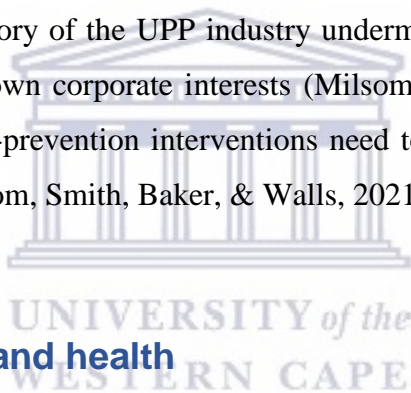 ory of the UPP industry underm
wn corporate interests (Milsom
-prevention interventions need to
om, Smith, Baker, & Walls, 2021
UNIVERSITY of the
and health
WESTERN CAPE